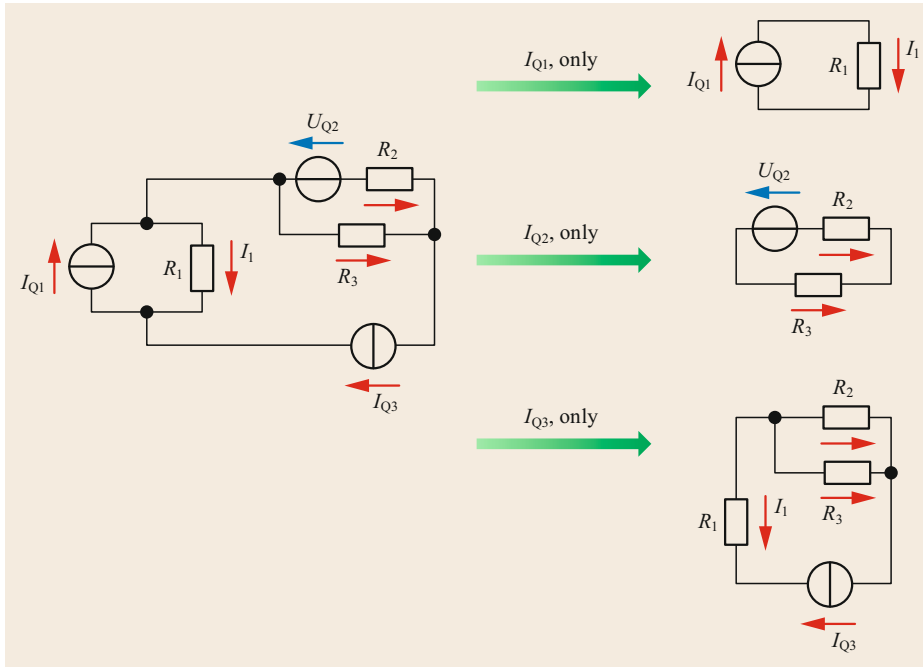 U_Q2
R_2
R_3
I_Q1
R_1
I_1
I_Q3
I_Q1, only
I_Q2, only
I_Q3, only
I_Q1
R_1
I_1
U_Q2
R_2
R_3
R_2
R_3
R_1
I_1
I_Q3